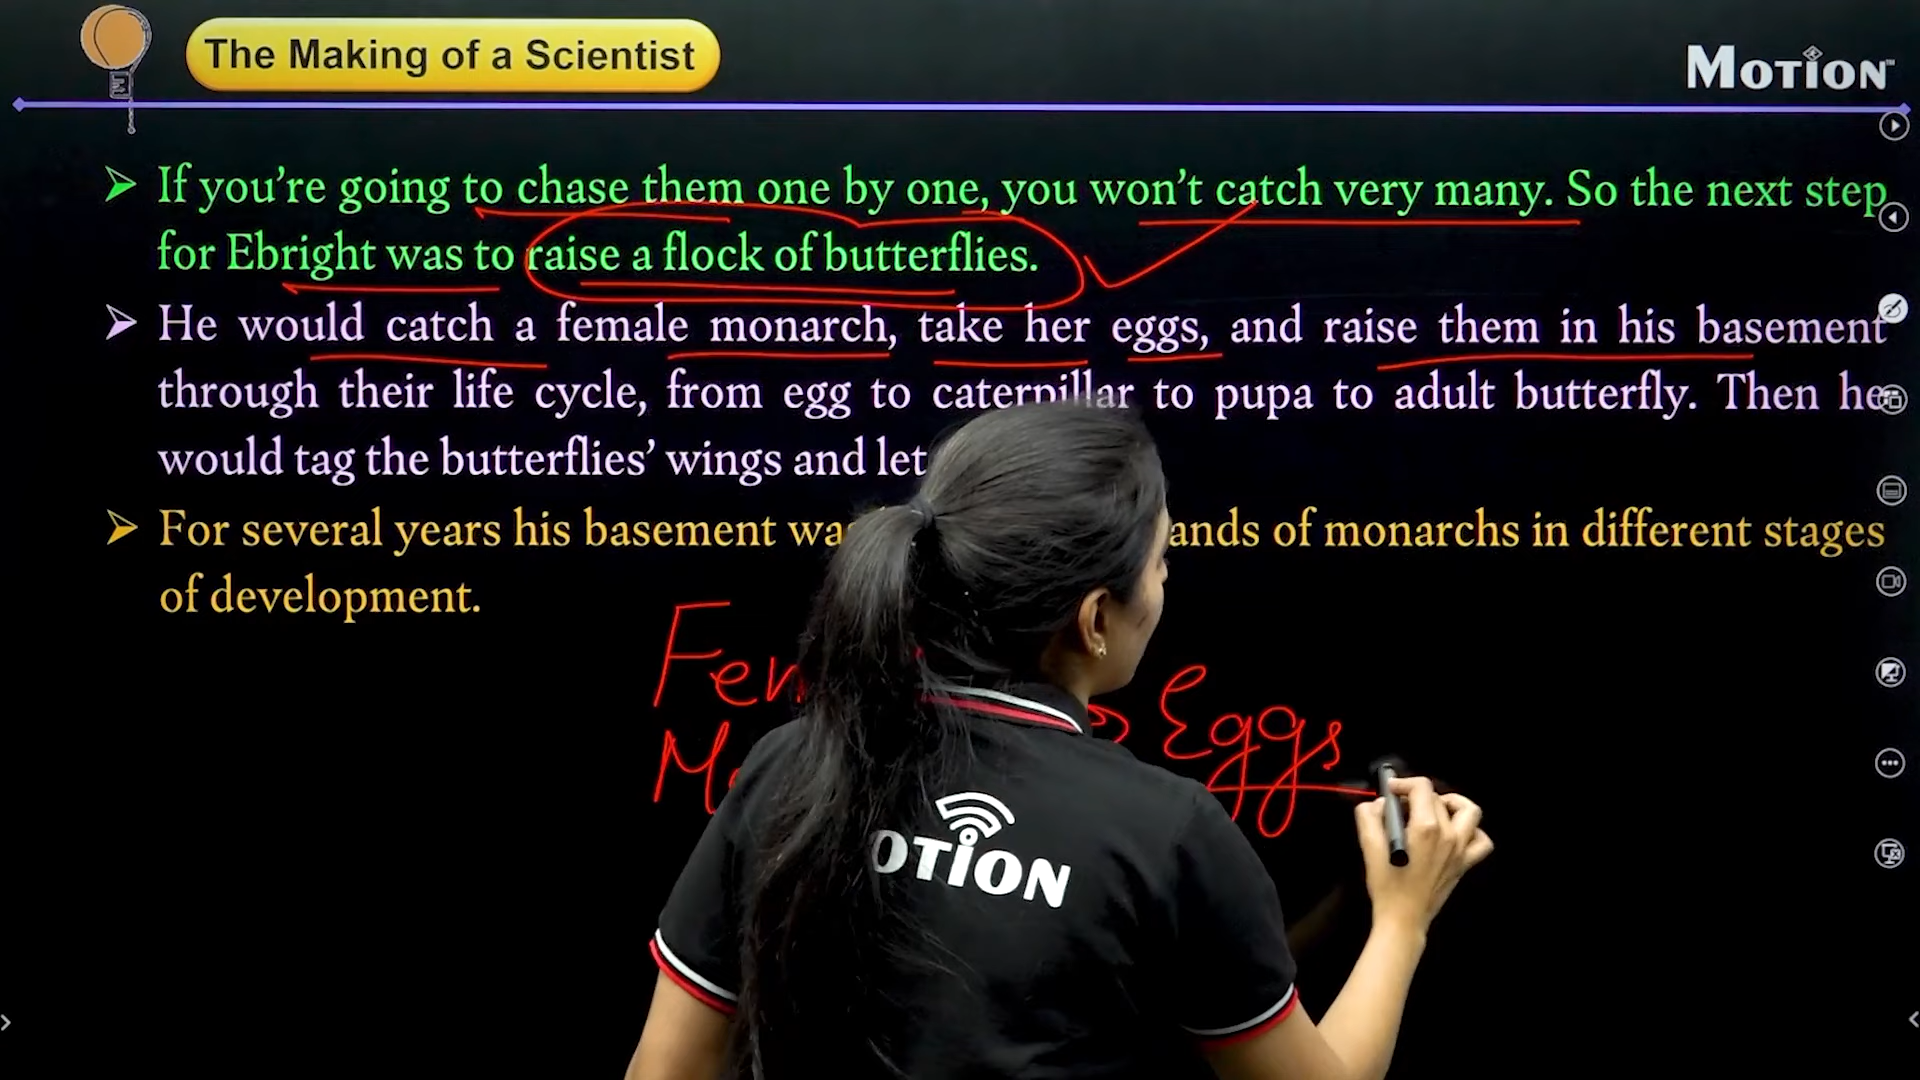 The Making of a Scientist
MOTION
If you're going to chase them one by one, you won't catch very many. So the next step
for Ebright was to raise a flock of butterflies.
He would catch a female monarch, take her eggs, and raise them in his basement
through their life cycle, from egg to caterpillar to pupa to adult butterfly. Then he
would tag the butterflies' wings and let
For several years his basement was of monarchs in different stages
of development.
Eggs
OTION